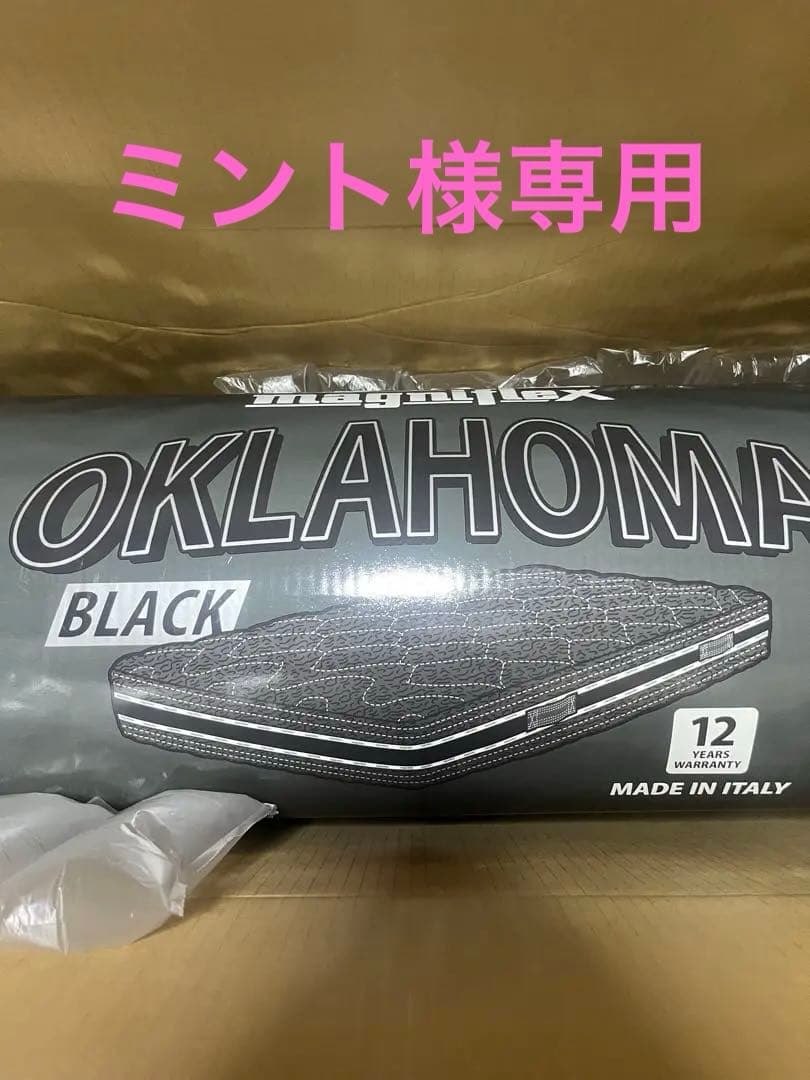 ミント様専用
magniflex
OKLAHOMA
BLACK
12
YEARS
WARRANTY
MADE IN ITALY